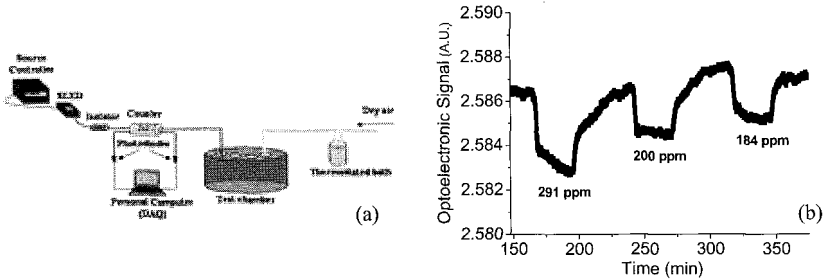 Source
Controller
SLED
Isolator
Coupler
Dry air
Photodiodes
Thermostated bath
Personal Computer
(DAQ)
Test chamber
(a)
2.590
2.588
2.586
2.584
2.582
2.580
Optoelectronic Signal (A.U.)
291 ppm
200 ppm
184 ppm
150
200
250
300
350
Time (min)
(b)